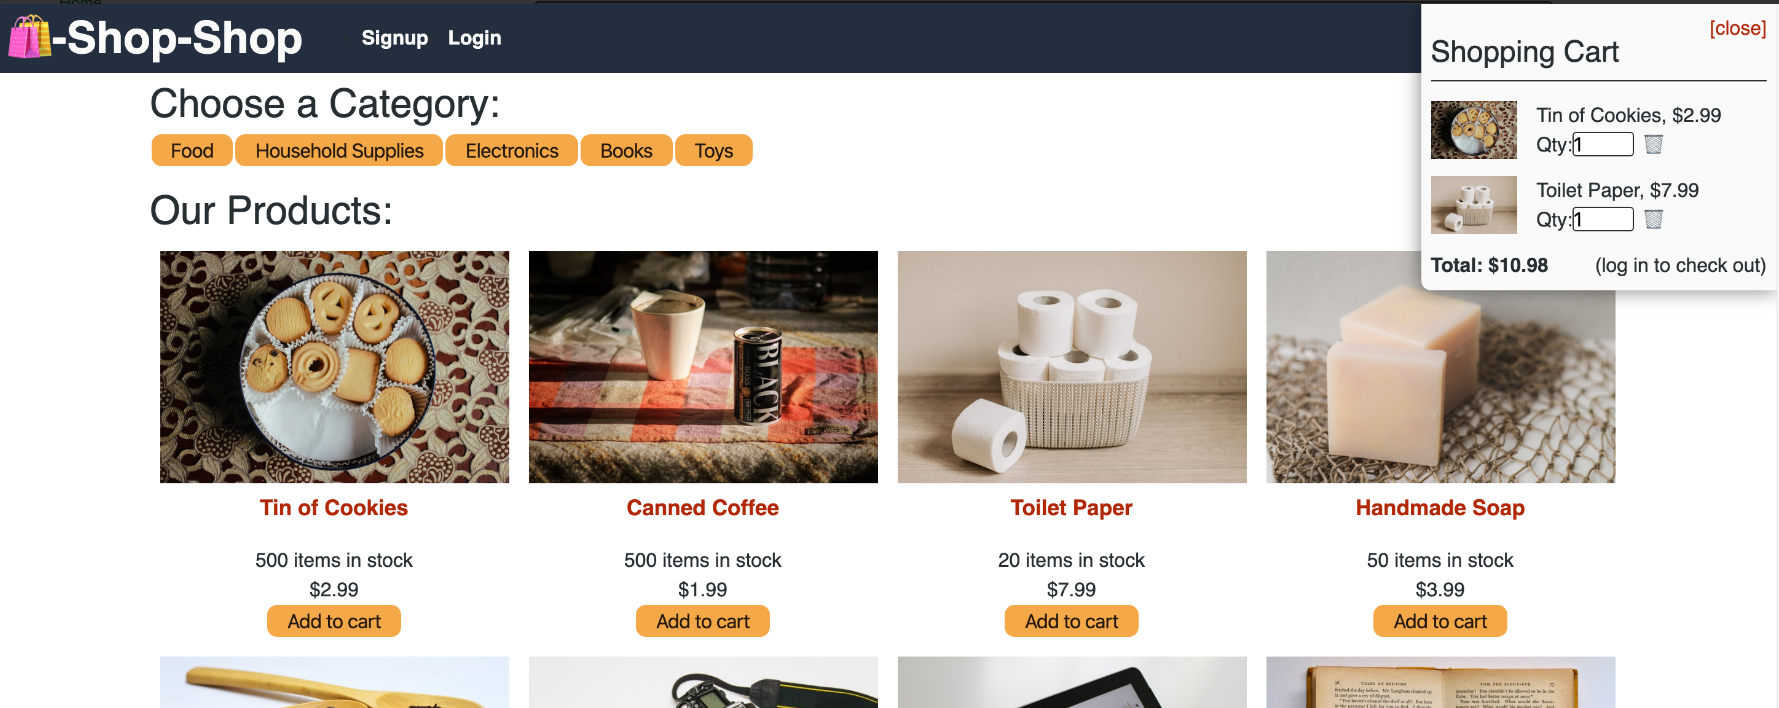 Home
-Shop-Shop
Signup Login
[close]
Shopping Cart
Tin of Cookies, $2.99
Qty:1
Toilet Paper, $7.99
Qty:1
Total: $10.98 (log in to check out)
Choose a Category:
Food Household Supplies Electronics Books Toys
Our Products:
BOSS BLACK
Tin of Cookies Canned Coffee Toilet Paper Handmade Soap
500 items in stock 500 items in stock 20 items in stock 50 items in stock
$2.99 $1.99 $7.99 $3.99
Add to cart Add to cart Add to cart Add to cart